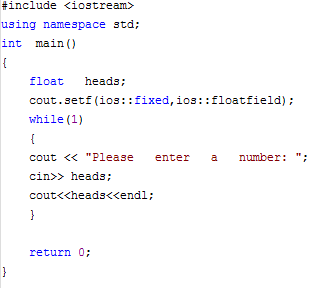 #include <iostream>
using namespace std;
int  main()
{
    float   heads;
    cout.setf(ios::fixed,ios::floatfield);
    while(1)
    {
    cout << "Please   enter   a   number: ";
    cin>> heads;
    cout<<heads<<endl;
    }

    return 0;
}